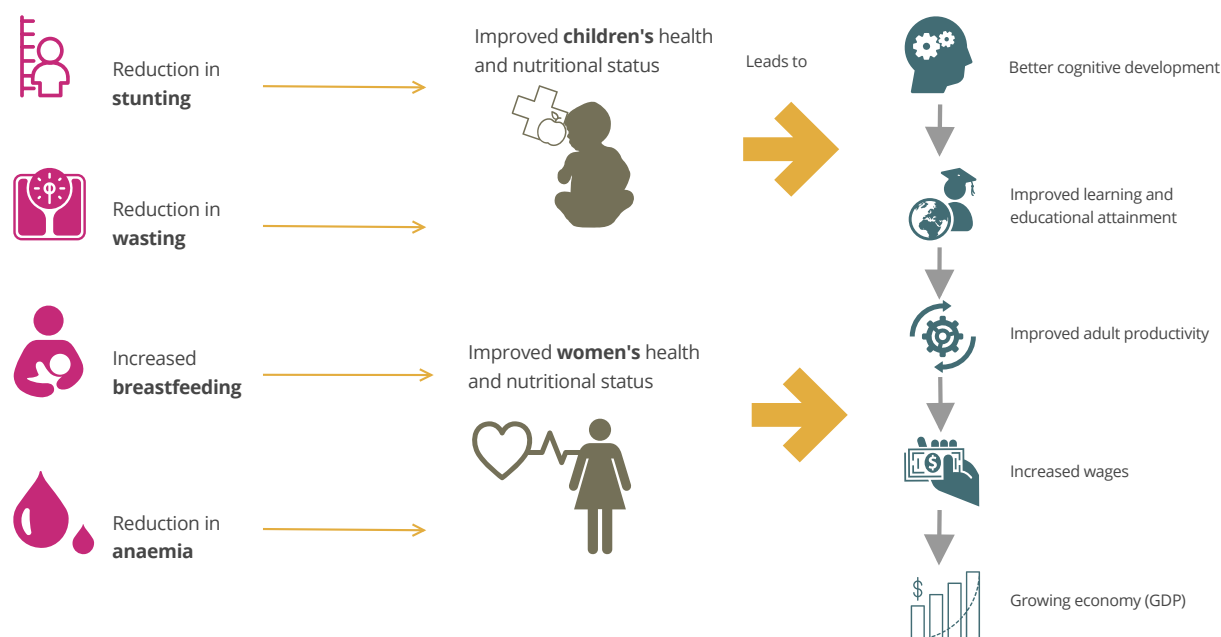 Reduction in
stunting
Reduction in
wasting
Increased
breastfeeding
Reduction in
anaemia
Improved children's health
and nutritional status
Improved women's health
and nutritional status
Leads to
Better cognitive development
Improved learning and
educational attainment
Improved adult productivity
$
Increased wages
$
Growing economy (GDP)